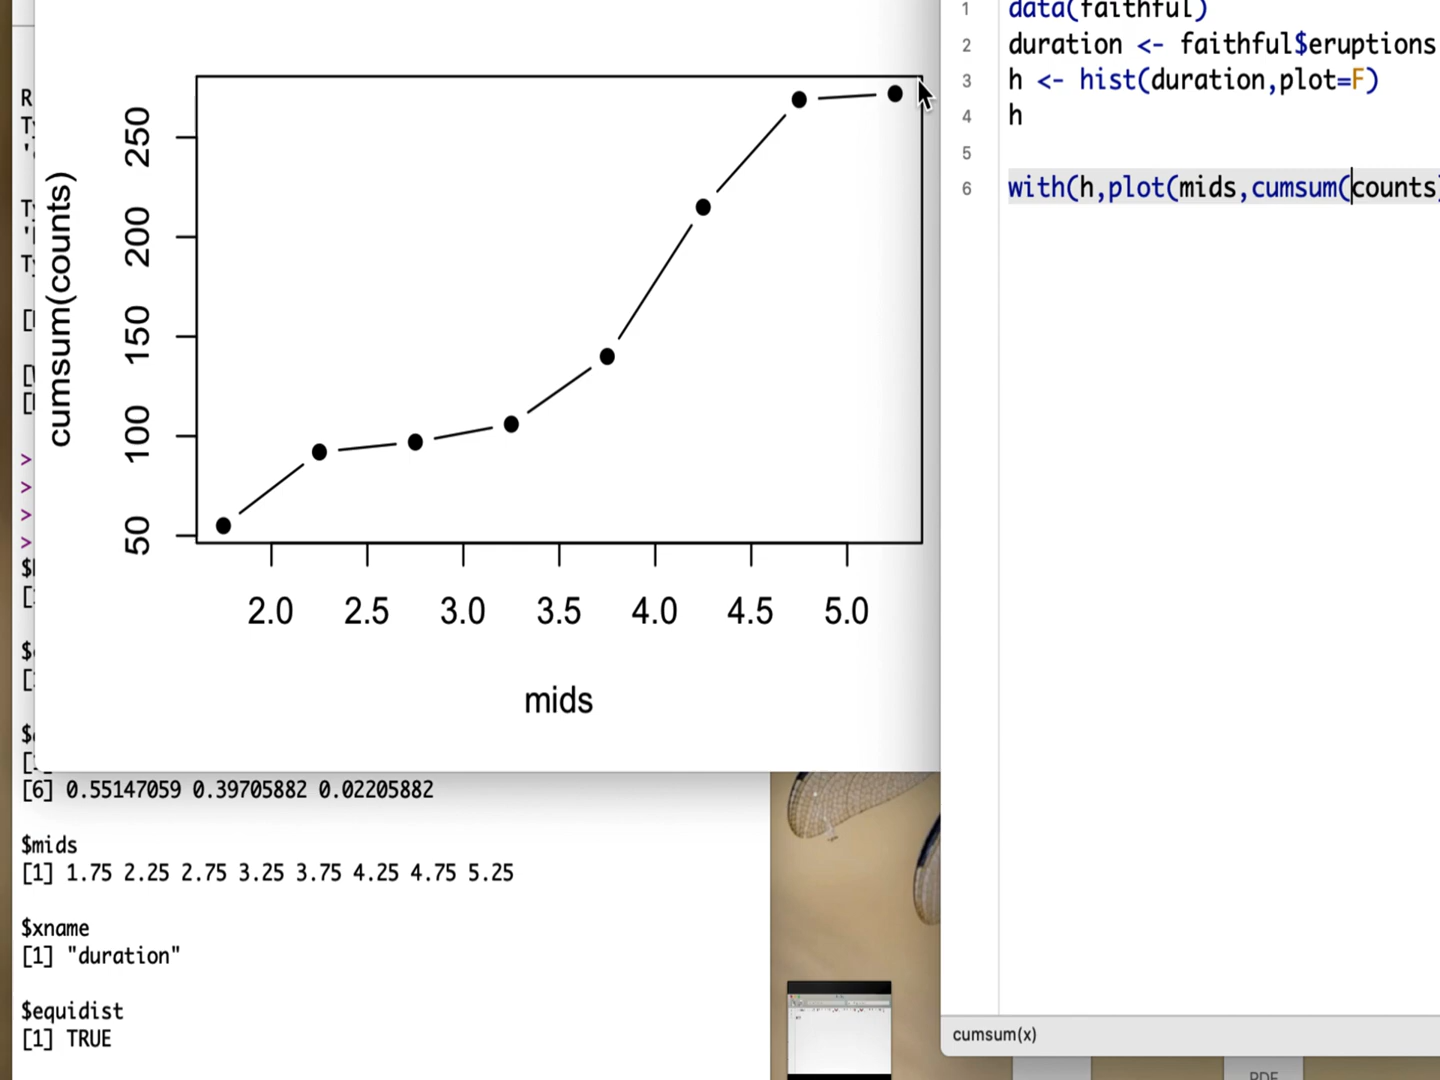 R
250
200
150
100
50
cumsum(counts)
2.0 2.5 3.0 3.5 4.0 4.5 5.0
mids
>
>
>
>
[6] 0.55147059 0.39705882 0.02205882
$mids
[1] 1.75 2.25 2.75 3.25 3.75 4.25 4.75 5.25
$xname
[1] "duration"
$equidist
[1] TRUE
1 data(faithful)
2 duration <- faithful$eruptions
3 h <- hist(duration,plot=F)
4 h
5
6 with(h,plot(mids,cumsum(counts)
cumsum(x)
PDF